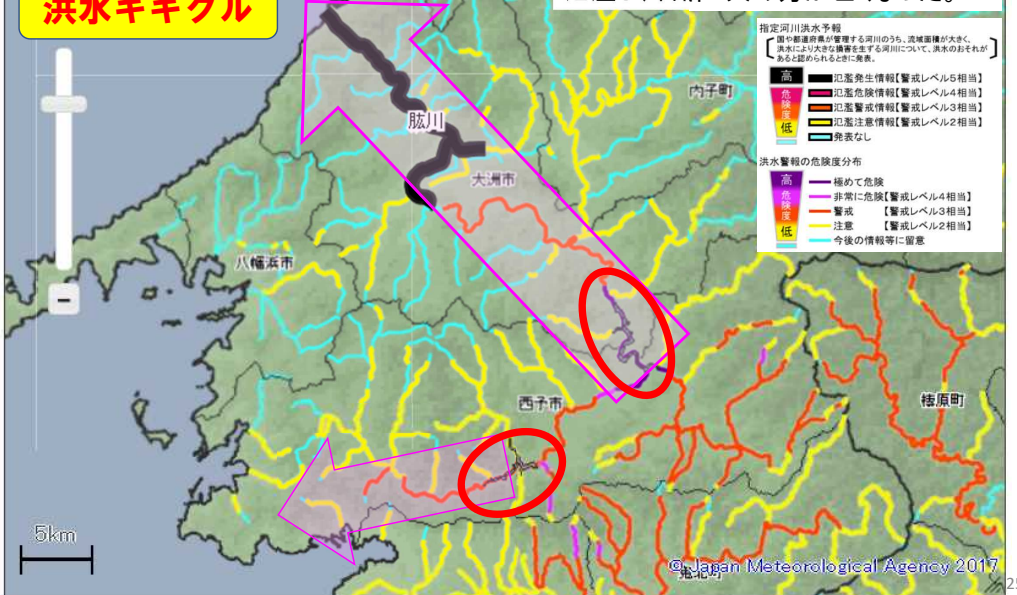 洪水キキクル
指定河川洪水予報
国や都道府県が管理する河川のうち、流域面積が大きく、
洪水により大きな損害を生ずる河川について、洪水のおそれが
あると認められるときに発表。
高
危険度
低
氾濫発生情報【警戒レベル5相当】
氾濫危険情報【警戒レベル4相当】
氾濫警戒情報【警戒レベル3相当】
氾濫注意情報【警戒レベル2相当】
発表なし
洪水警報の危険度分布
高
危険度
低
極めて危険
非常に危険【警戒レベル4相当】
警戒　【警戒レベル3相当】
注意　【警戒レベル2相当】
今後の情報等に留意
内子町
肱川
大洲市
八幡浜市
西予市
梼原町
5km
鬼北町
© Japan Meteorological Agency 2017
25